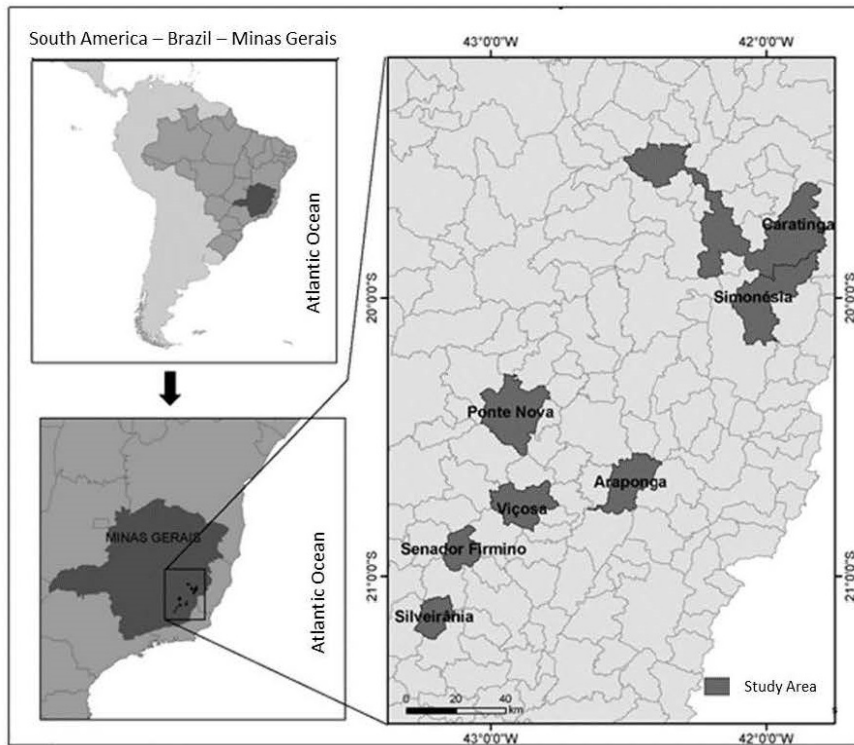 South America – Brazil – Minas Gerais
Atlantic Ocean
MINAS GERAIS
Atlantic Ocean
43°0'0"W
42°0'0"W
Caratinga
Simonésia
20°0'0"S
20°0'0"S
Ponte Nova
Araponga
Viçosa
Senador Firmino
21°0'0"S
21°0'0"S
Silveirânia
Study Area
0 20 40
km
43°0'0"W
42°0'0"W